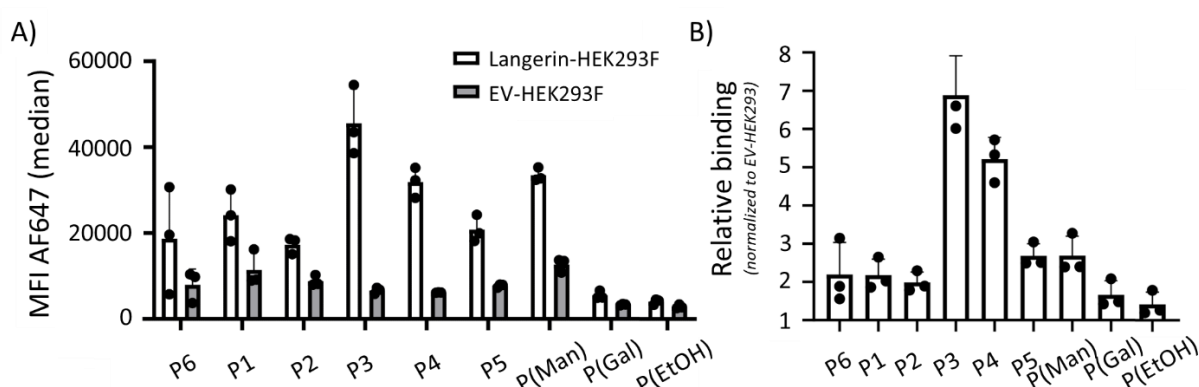 A)
MFI AF647 (median)
60000
40000
20000
0
Langerin-HEK293F
EV-HEK293F
P6 P1 P2 P3 P4 P5 P(Man) P(Gal) P(EtOH)
B)
Relative binding
(normalized to EV-HEK293)
8
7
6
5
4
3
2
1
P6 P1 P2 P3 P4 P5 P(Man) P(Gal) P(EtOH)